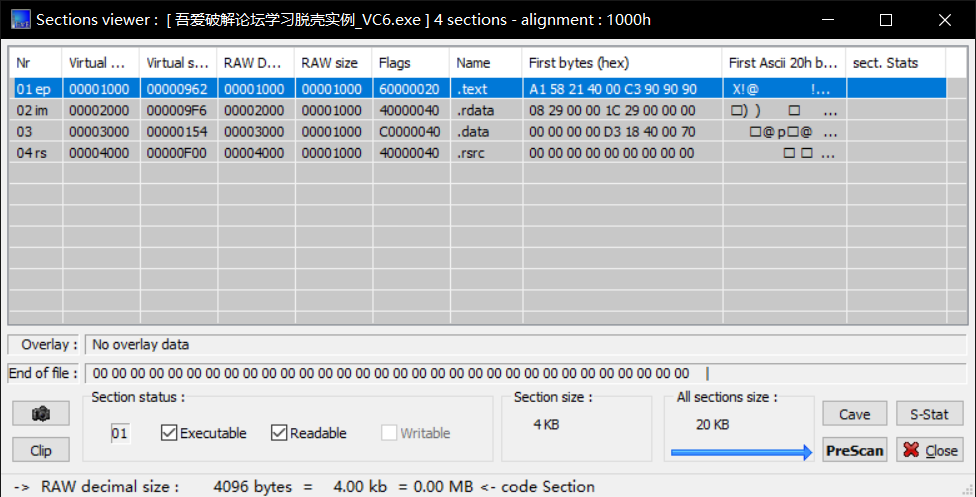 Sections viewer : [ 吾爱破解论坛学习脱壳实例_VC6.exe ] 4 sections - alignment : 1000h
Nr Virtual ... Virtual s... RAW D... RAW size Flags Name First bytes (hex) First Ascii 20h b... sect. Stats
01 ep 00001000 00000962 00001000 00001000 60000020 .text A1 58 21 40 00 C3 90 90 90 X!@ !...
02 im 00002000 000009F6 00002000 00001000 40000040 .rdata 08 29 00 00 1C 29 00 00 00 □) ) □ ...
03 00003000 00000154 00003000 00001000 C0000040 .data 00 00 00 00 D3 18 40 00 70 □@ p□@ ...
04 rs 00004000 00000F00 00004000 00001000 40000040 .rsrc 00 00 00 00 00 00 00 00 00 □ □ ...
Overlay : No overlay data
End of file : 00 00 00 00 00 00 00 00 00 00 00 00 00 00 00 00 00 00 00 00 00 00 00 00 00 00 00 00 00 00 00 00 |
Section status : Section size : All sections size :
01 Executable Readable Writable 4 KB 20 KB Cave S-Stat
Clip PreScan Close
-> RAW decimal size : 4096 bytes = 4.00 kb = 0.00 MB <- code Section